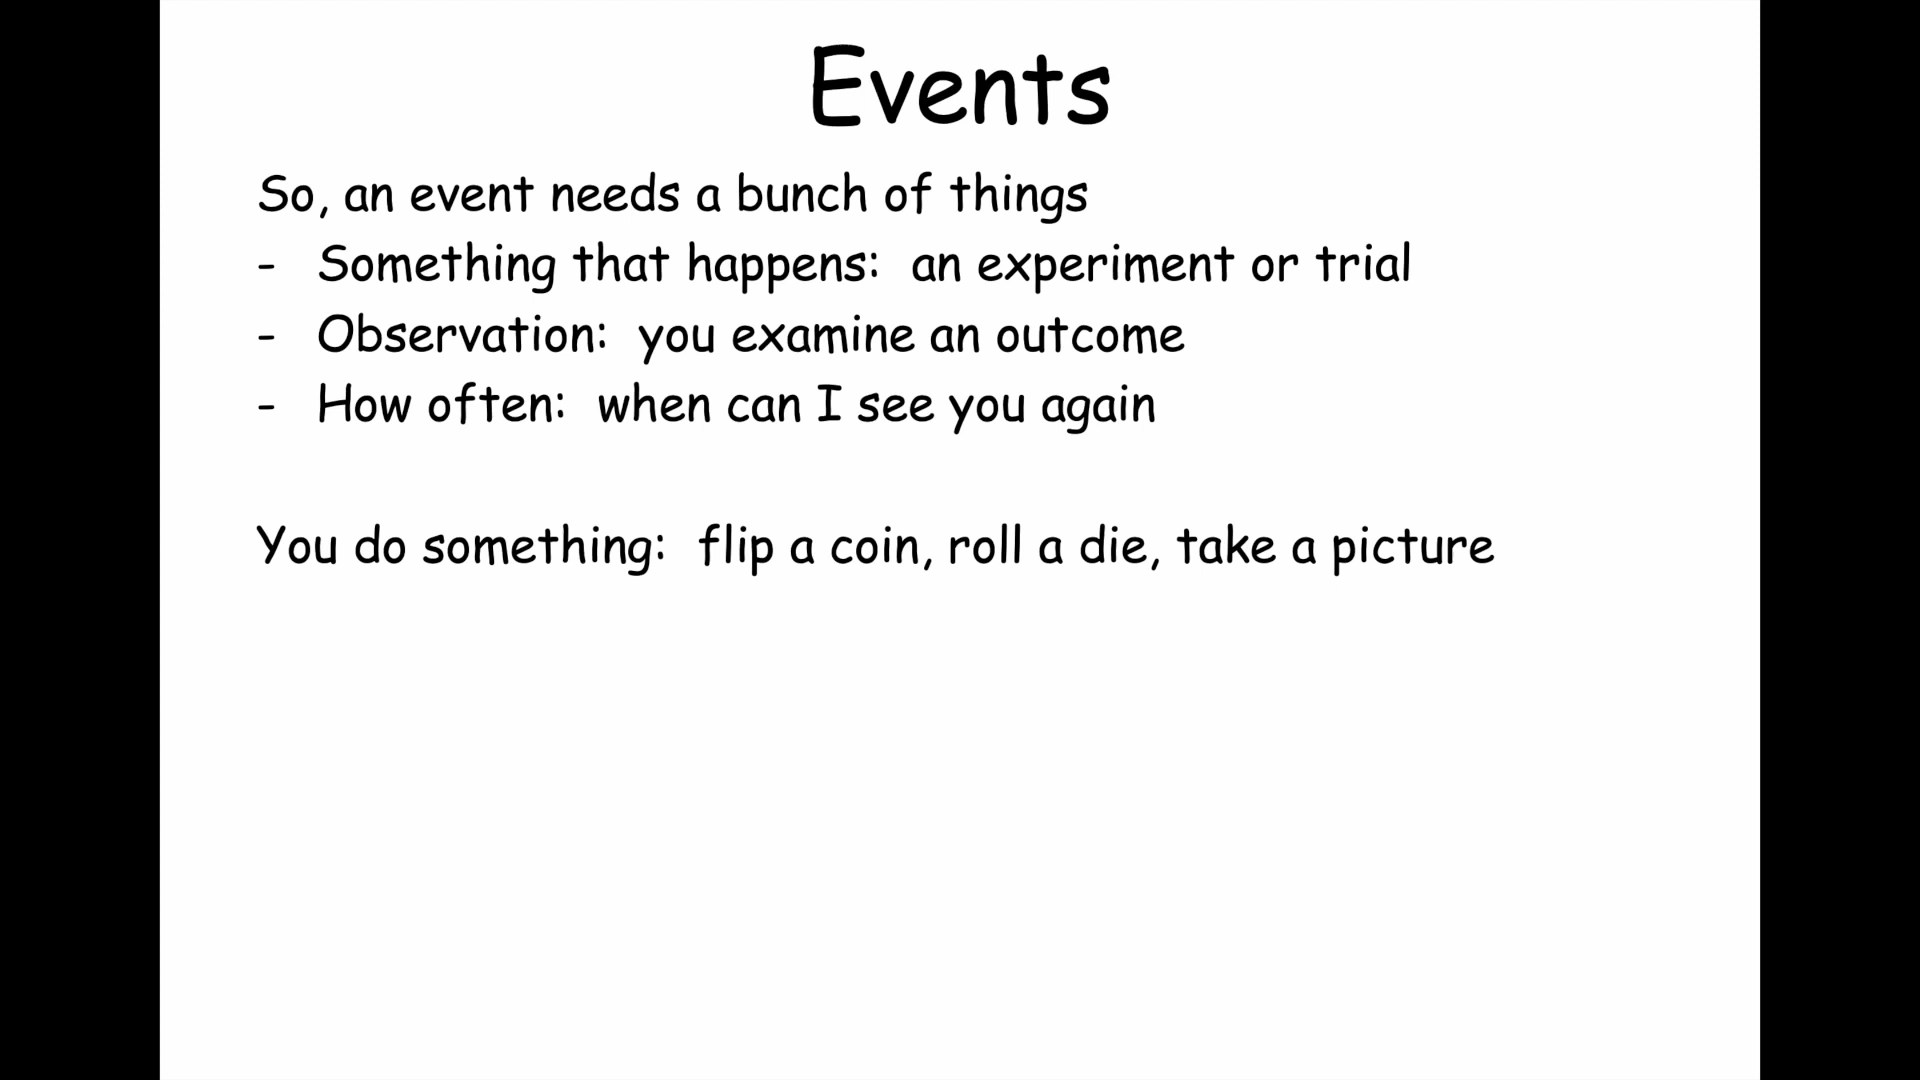 Events
So, an event needs a bunch of things
- Something that happens: an experiment or trial
- Observation: you examine an outcome
- How often: when can I see you again
You do something: flip a coin, roll a die, take a picture